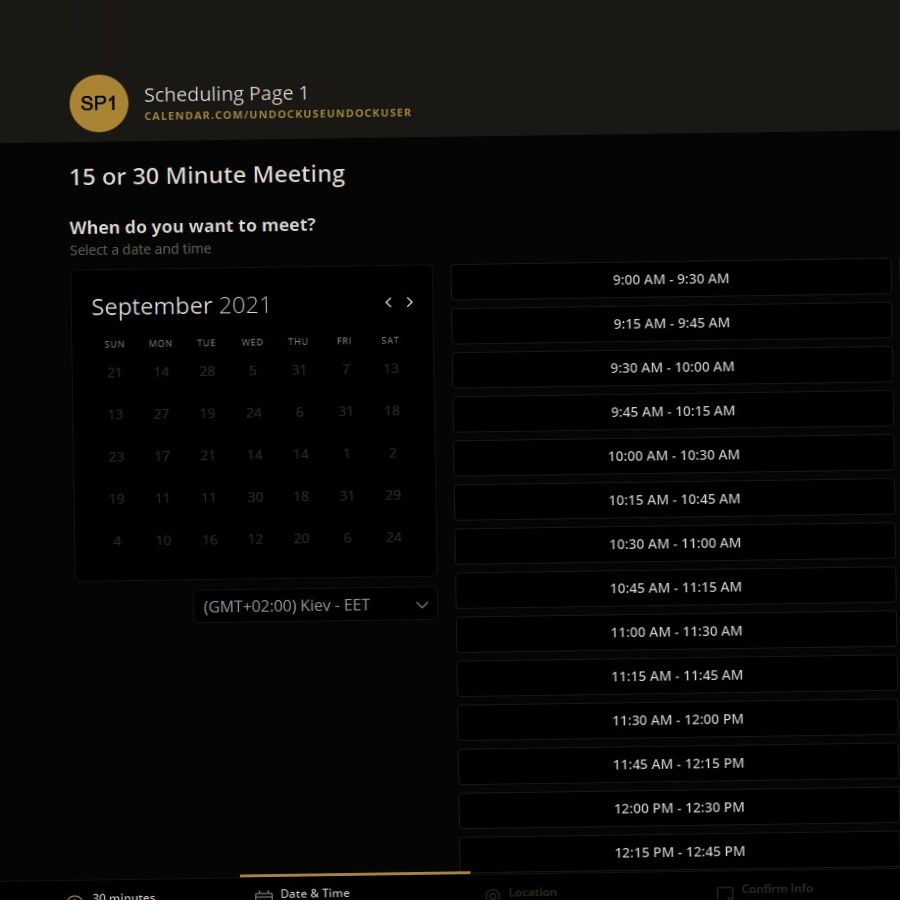 SP1
Scheduling Page 1
CALENDAR.COM/UNDOCKUSEUNDOCKUSER
15 or 30 Minute Meeting
When do you want to meet?
Select a date and time
September 2021
SUN MON TUE WED THU FRI SAT
21 14 28 5 31 7 13
13 27 19 24 6 31 18
23 17 21 14 14 1 2
19 11 11 30 18 31 29
4 10 16 12 20 6 24
(GMT+02:00) Kiev - EET
9:00 AM - 9:30 AM
9:15 AM - 9:45 AM
9:30 AM - 10:00 AM
9:45 AM - 10:15 AM
10:00 AM - 10:30 AM
10:15 AM - 10:45 AM
10:30 AM - 11:00 AM
10:45 AM - 11:15 AM
11:00 AM - 11:30 AM
11:15 AM - 11:45 AM
11:30 AM - 12:00 PM
11:45 AM - 12:15 PM
12:00 PM - 12:30 PM
12:15 PM - 12:45 PM
30 minutes
Date & Time
Location
Confirm Info